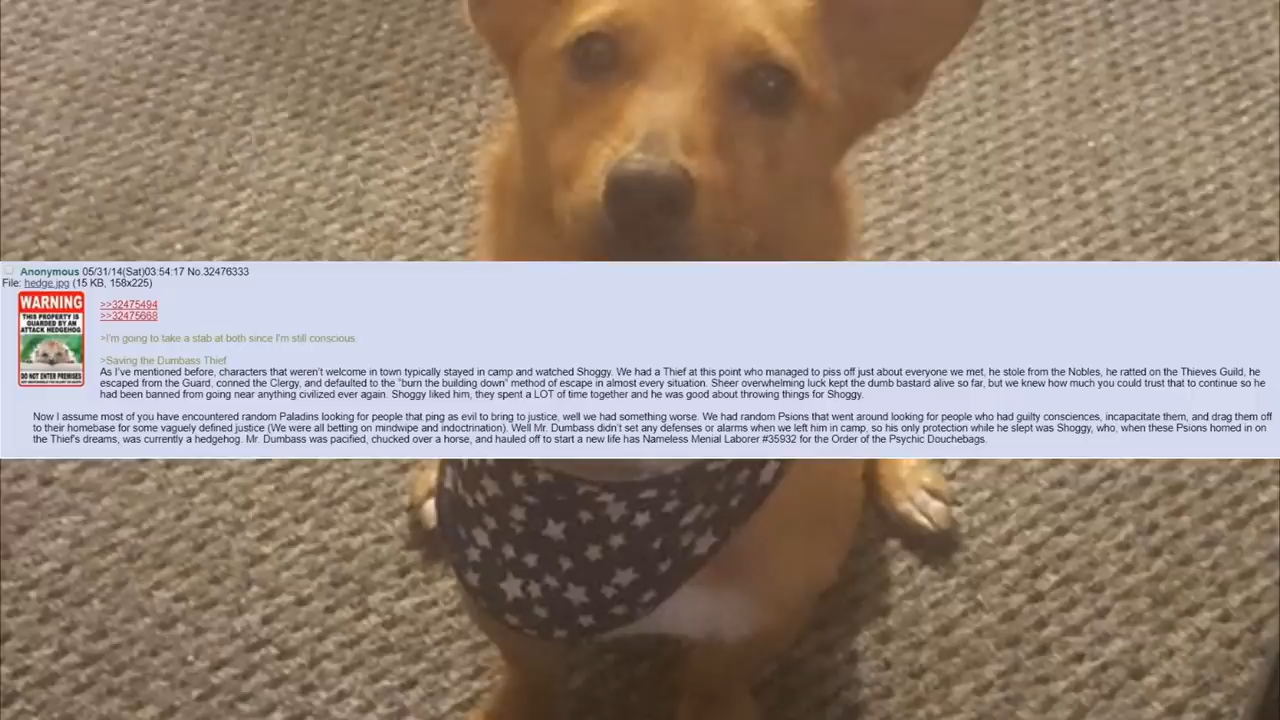 Anonymous 05/31/14(Sat)03:54:17 No.32476333
File: hedge.jpg (15 KB, 158x225)
WARNING
THIS PROPERTY IS
GUARDED BY AN
ATTACK HEDGEHOG
DO NOT ENTER PREMISES
>>32475494
>>32475668
>I'm going to take a stab at both since I'm still conscious.
>Saving the Dumbass Thief
As I've mentioned before, characters that weren't welcome in town typically stayed in camp and watched Shoggy. We had a Thief at this point who managed to piss off just about everyone we met, he stole from the Nobles, he ratted on the Thieves Guild, he
escaped from the Guard, conned the Clergy, and defaulted to the "burn the building down" method of escape in almost every situation. Sheer overwhelming luck kept the dumb bastard alive so far, but we knew how much you could trust that to continue so he
had been banned from going near anything civilized ever again. Shoggy liked him, they spent a LOT of time together and he was good about throwing things for Shoggy.
Now I assume most of you have encountered random Paladins looking for people that ping as evil to bring to justice, well we had something worse. We had random Psions that went around looking for people who had guilty consciences, incapacitate them, and drag them off
to their homebase for some vaguely defined justice (We were all betting on mindwipe and indoctrination). Well Mr. Dumbass didn't set any defenses or alarms when we left him in camp, so his only protection while he slept was Shoggy, who, when these Psions homed in on
the Thief's dreams, was currently a hedgehog. Mr. Dumbass was pacified, chucked over a horse, and hauled off to start a new life has Nameless Menial Laborer #35932 for the Order of the Psychic Douchebags.